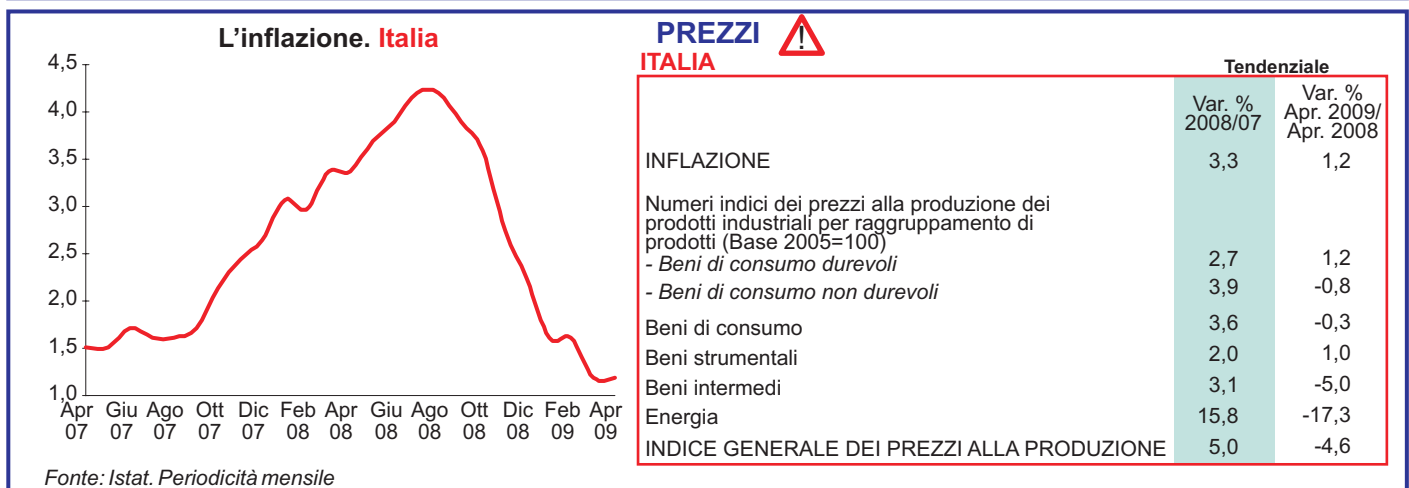 L'inflazione. Italia
4,5
4,0
3,5
3,0
2,5
2,0
1,5
1,0
Apr Giu Ago Ott Dic Feb Apr Giu Ago Ott Dic Feb Apr
07 07 07 07 07 08 08 08 08 08 08 09 09
Fonte: Istat. Periodicità mensile
PREZZI !
ITALIA
Tendenziale
Var. %
2008/07
Var. %
Apr. 2009/
Apr. 2008
INFLAZIONE 3,3 1,2
Numeri indici dei prezzi alla produzione dei
prodotti industriali per raggruppamento di
prodotti (Base 2005=100)
- Beni di consumo durevoli 2,7 1,2
- Beni di consumo non durevoli 3,9 -0,8
Beni di consumo 3,6 -0,3
Beni strumentali 2,0 1,0
Beni intermedi 3,1 -5,0
Energia 15,8 -17,3
INDICE GENERALE DEI PREZZI ALLA PRODUZIONE 5,0 -4,6